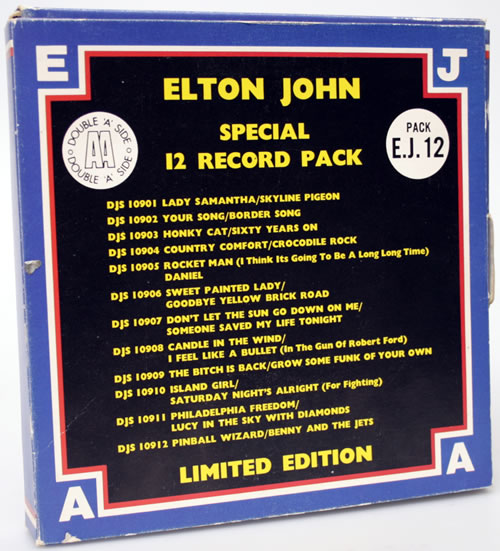 E J
ELTON JOHN
SPECIAL
12 RECORD PACK
DOUBLE 'A' SIDE
AA
DOUBLE 'A' SIDE
PACK
E.J. 12
DJS 10901 LADY SAMANTHA/SKYLINE PIGEON
DJS 10902 YOUR SONG/BORDER SONG
DJS 10903 HONKY CAT/SIXTY YEARS ON
DJS 10904 COUNTRY COMFORT/CROCODILE ROCK
DJS 10905 ROCKET MAN (I Think Its Going To Be A Long Long Time)
DANIEL
DJS 10906 SWEET PAINTED LADY/
GOODBYE YELLOW BRICK ROAD
DJS 10907 DON'T LET THE SUN GO DOWN ON ME/
SOMEONE SAVED MY LIFE TONIGHT
DJS 10908 CANDLE IN THE WIND/
I FEEL LIKE A BULLET (In The Gun Of Robert Ford)
DJS 10909 THE BITCH IS BACK/GROW SOME FUNK OF YOUR OWN
DJS 10910 ISLAND GIRL/
SATURDAY NIGHT'S ALRIGHT (For Fighting)
DJS 10911 PHILADELPHIA FREEDOM/
LUCY IN THE SKY WITH DIAMONDS
DJS 10912 PINBALL WIZARD/BENNY AND THE JETS
LIMITED EDITION
A A